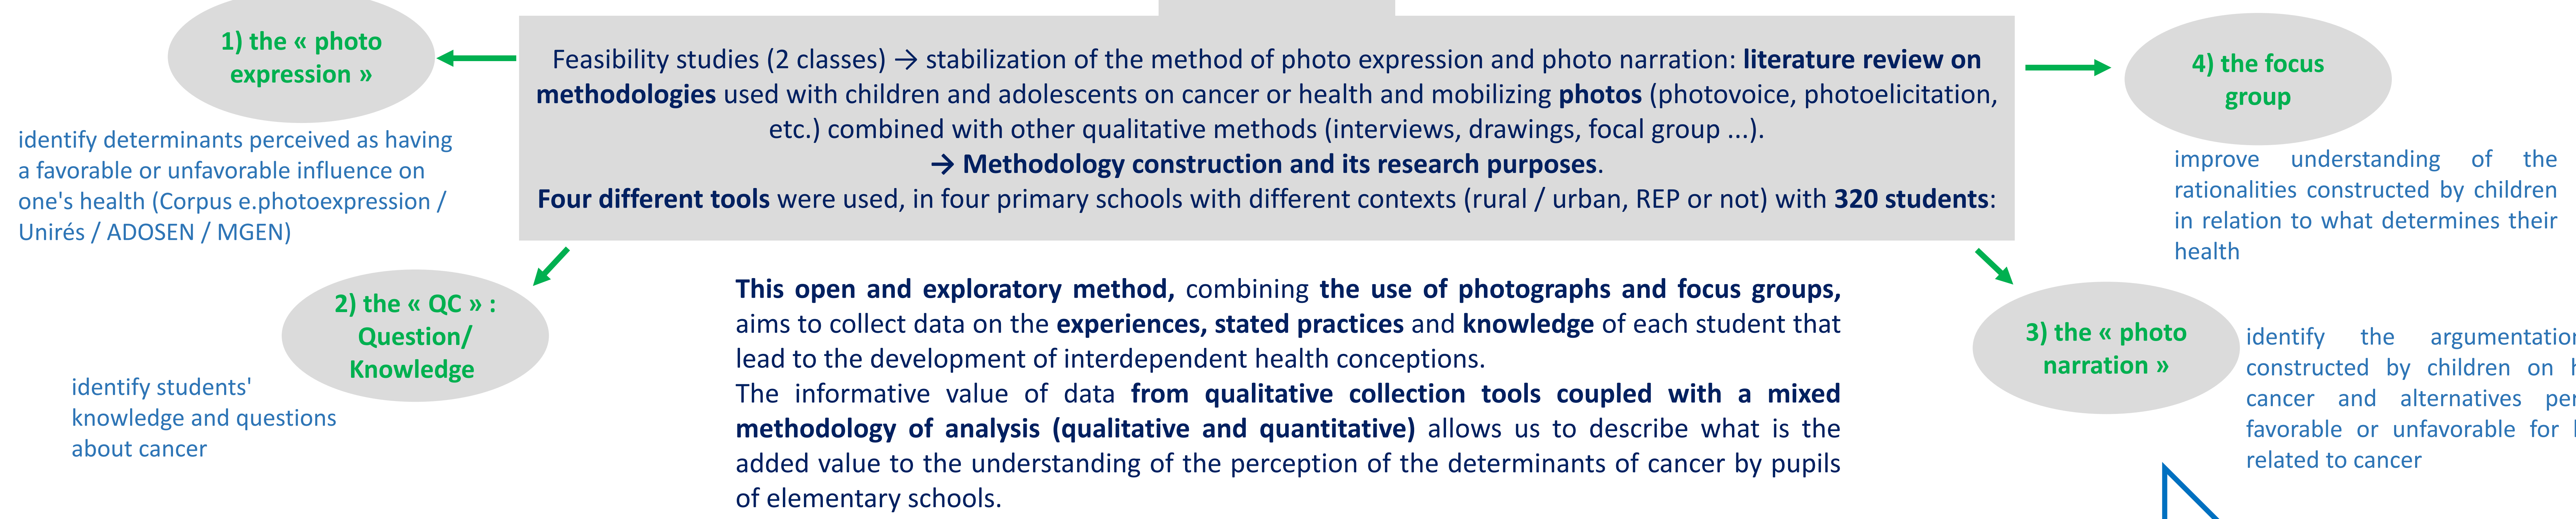 1) the « photo
expression »
identify determinants perceived as having
a favorable or unfavorable influence on
one's health (Corpus e.photoexpression /
Unirés / ADOSEN / MGEN)
2) the « QC » :
Question/
Knowledge
identify students'
knowledge and questions
about cancer
Feasibility studies (2 classes) → stabilization of the method of photo expression and photo narration: literature review on
methodologies used with children and adolescents on cancer or health and mobilizing photos (photovoice, photoelicitation,
etc.) combined with other qualitative methods (interviews, drawings, focal group ...).
→ Methodology construction and its research purposes.
Four different tools were used, in four primary schools with different contexts (rural / urban, REP or not) with 320 students:
This open and exploratory method, combining the use of photographs and focus groups,
aims to collect data on the experiences, stated practices and knowledge of each student that
lead to the development of interdependent health conceptions.
The informative value of data from qualitative collection tools coupled with a mixed
methodology of analysis (qualitative and quantitative) allows us to describe what is the
added value to the understanding of the perception of the determinants of cancer by pupils
of elementary schools.
4) the focus
group
improve understanding of the
rationalities constructed by children
in relation to what determines their
health
3) the « photo
narration »
identify the
constructed by children on
cancer and alternatives
favorable or unfavorable for
related to cancer